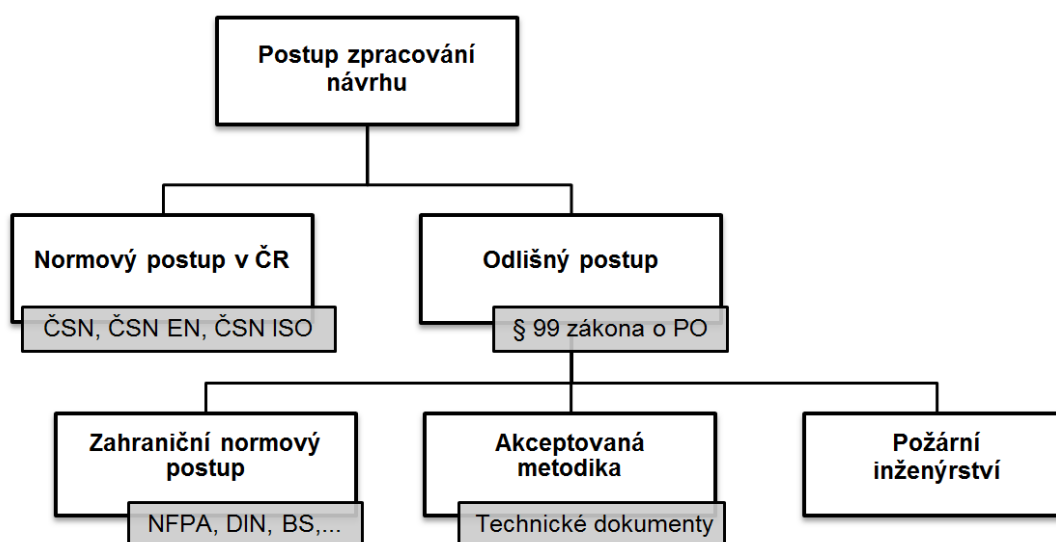 Postup zpracování
návrhu
Normový postup v ČR
Odlišný postup
ČSN, ČSN EN, ČSN ISO
§ 99 zákona o PO
Zahraniční normový
postup
Akceptovaná
metodika
Požární
inženýrství
NFPA, DIN, BS,...
Technické dokumenty